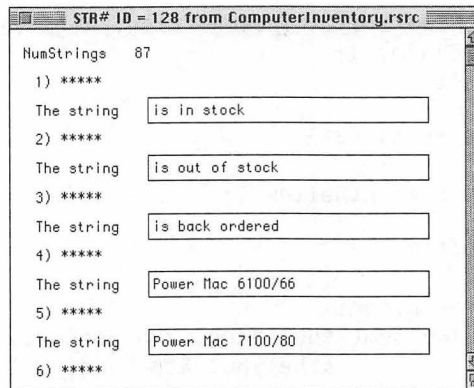 STR# ID = 128 from ComputerInventory.rsrc
NumStrings 87
1) *****
The string is in stock
2) *****
The string is out of stock
3) *****
The string is back ordered
4) *****
The string Power Mac 6100/66
5) *****
The string Power Mac 7100/80
6) *****